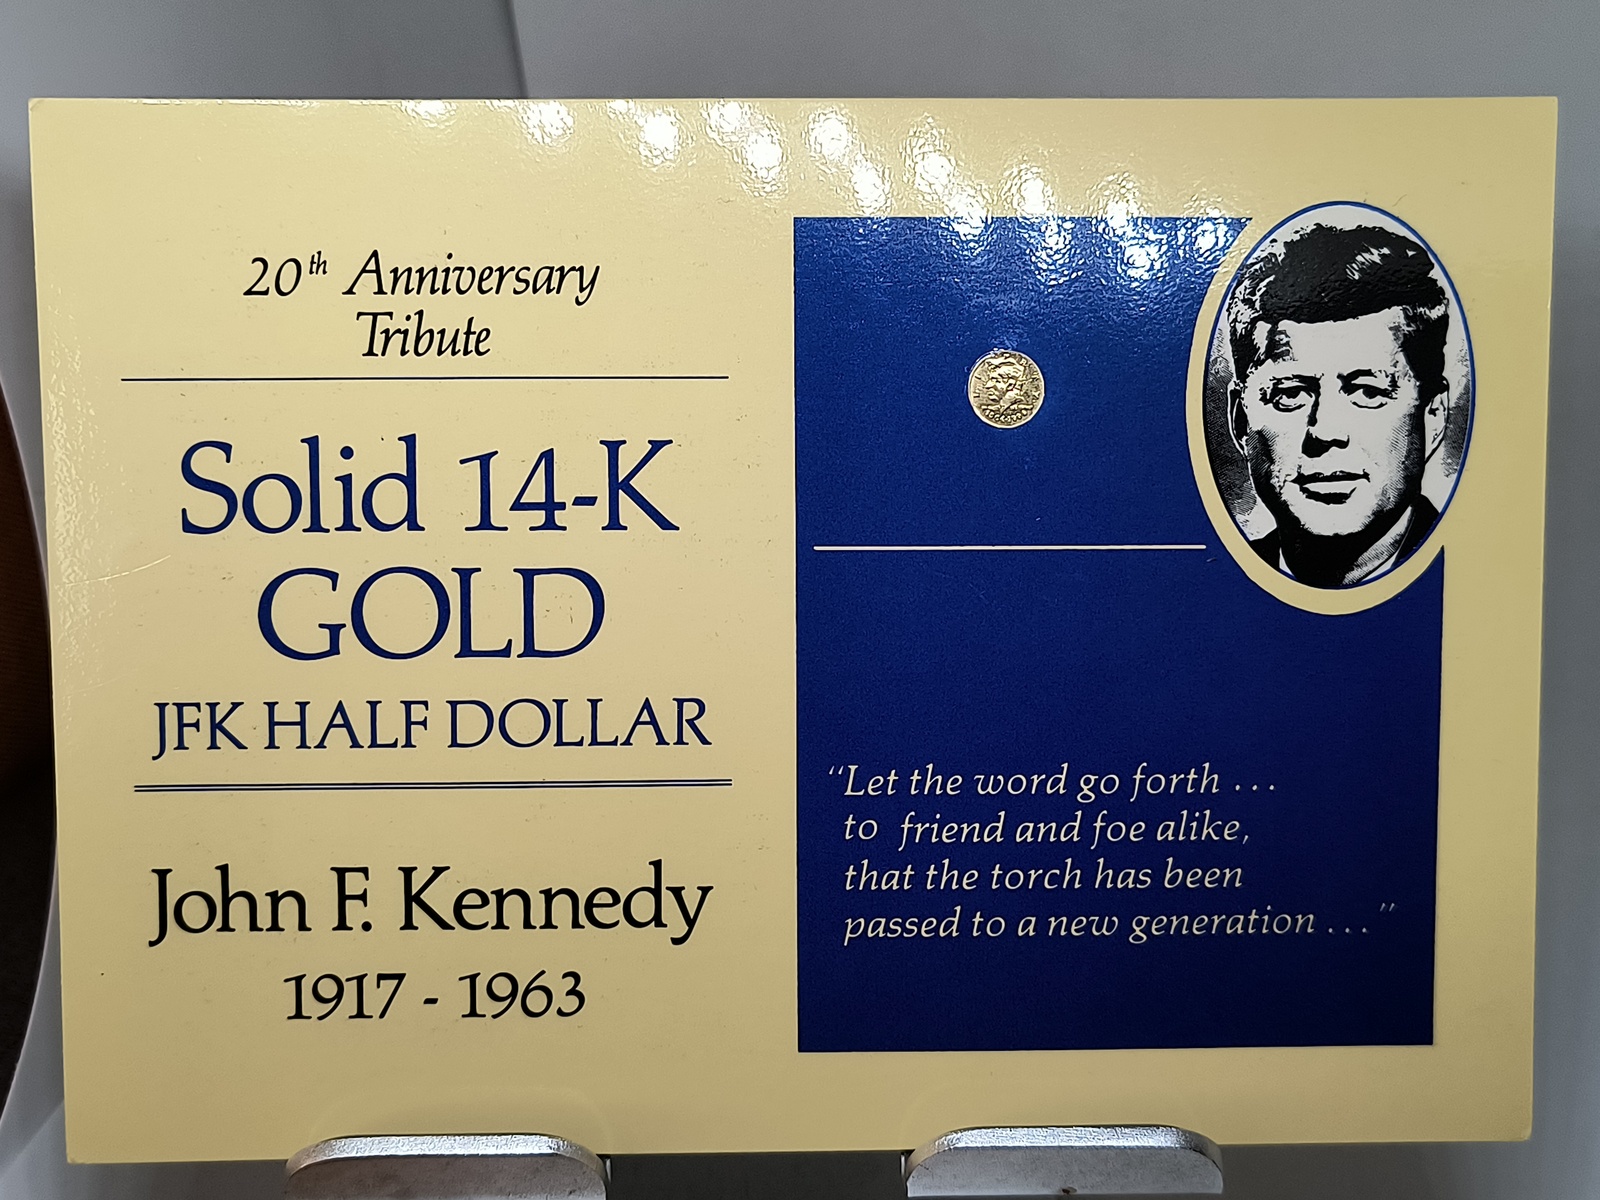 20th Anniversary
Tribute
Solid 14-K
GOLD
JFK HALF DOLLAR
John F. Kennedy
1917 - 1963
“Let the word go forth . . .
to friend and foe alike,
that the torch has been
passed to a new generation . . .”